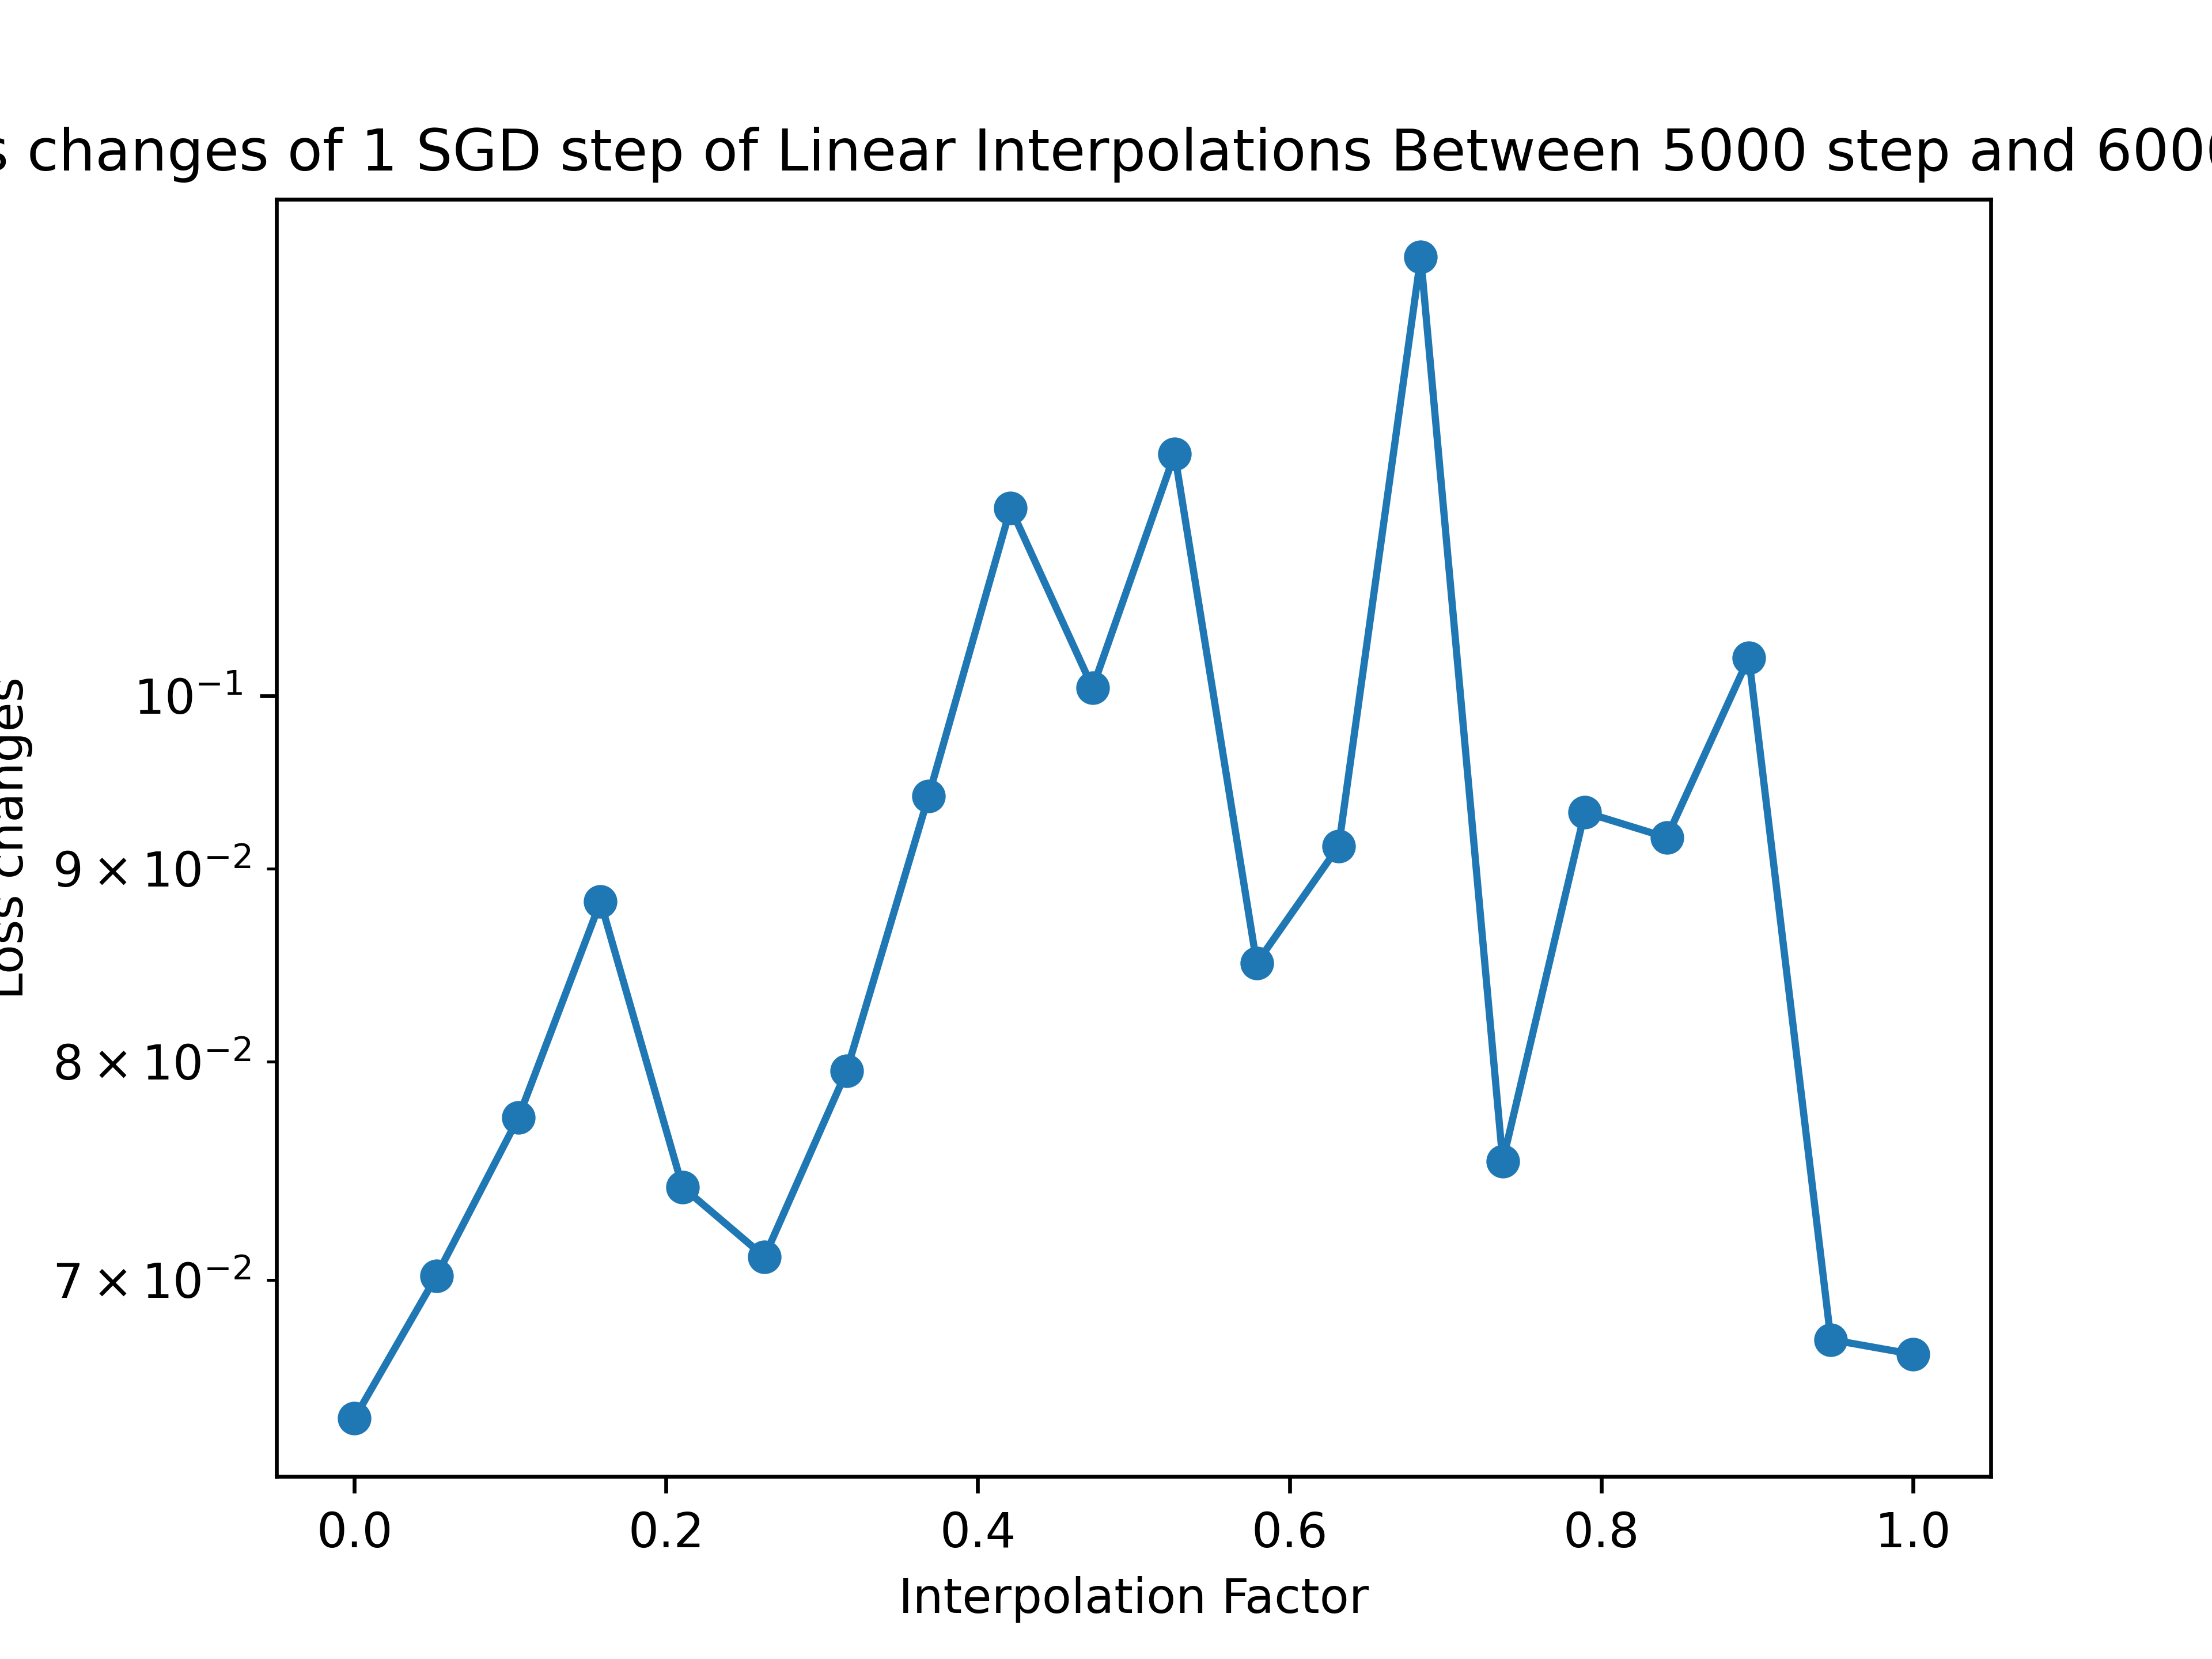 s changes of 1 SGD step of Linear Interpolations Between 5000 step and 600
Loss changes
10⁻¹
9 × 10⁻²
8 × 10⁻²
7 × 10⁻²
0.0 0.2 0.4 0.6 0.8 1.0
Interpolation Factor